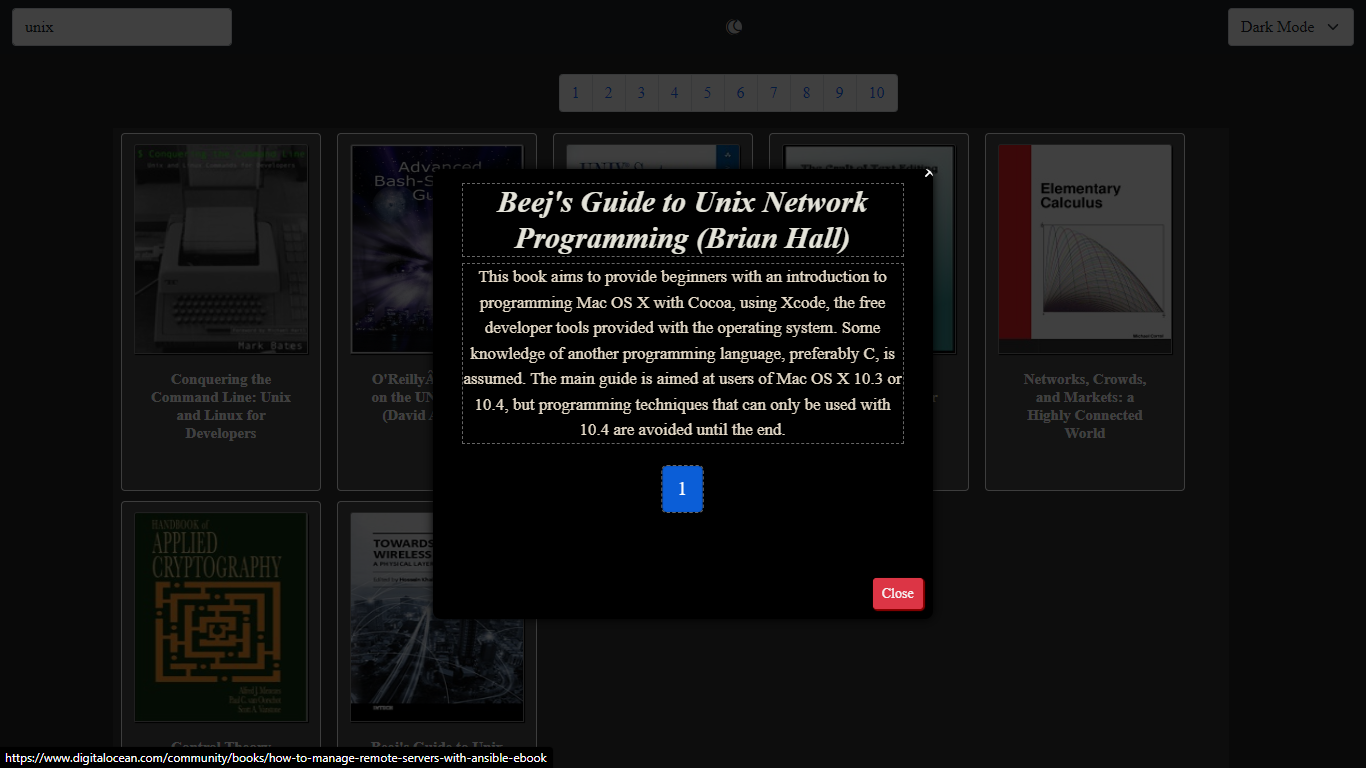 unix
Dark Mode
1 2 3 4 5 6 7 8 9 10
$ Conquering the Command Line
Unix and Linux Commands for Developers
Mark Bates
Advanced
Bash-S
Gu
Elementary
Calculus
Conquering the
Command Line: Unix
and Linux for
Developers
O'ReillyÂ
on the UN
(David A
Networks, Crowds,
and Markets: a
Highly Connected
World
×
Beej's Guide to Unix Network
Programming (Brian Hall)
This book aims to provide beginners with an introduction to
programming Mac OS X with Cocoa, using Xcode, the free
developer tools provided with the operating system. Some
knowledge of another programming language, preferably C, is
assumed. The main guide is aimed at users of Mac OS X 10.3 or
10.4, but programming techniques that can only be used with
10.4 are avoided until the end.
1
Close
HANDBOOK of
APPLIED
CRYPTOGRAPHY
Alfred J. Menezes
Paul C. van Oorschot
Scott A. Vanstone
TOWARDS
WIRELESS
A PHYSICAL LAYER
INTECH
Control Theory
Beej's Guide to Unix
https://www.digitalocean.com/community/books/how-to-manage-remote-servers-with-ansible-ebook